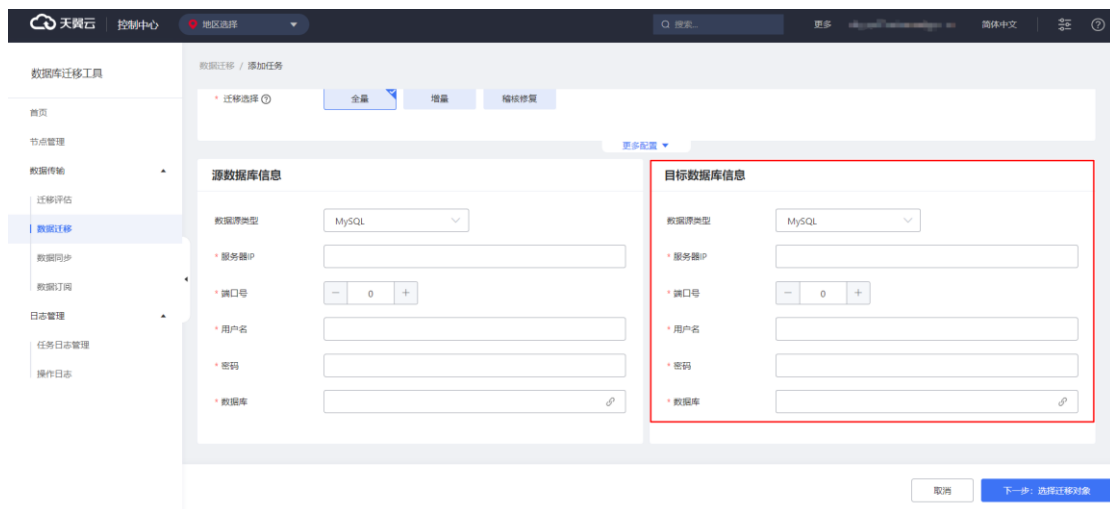 天翼云 控制中心 地区选择 搜索... 更多 简体中文
数据库迁移工具
首页
节点管理
数据传输
迁移评估
数据迁移
数据同步
数据订阅
日志管理
任务日志管理
操作日志
数据迁移 / 添加任务
* 迁移选择 ? 全量 增量 稽核修复
更多配置
源数据库信息
数据源类型 MySQL
* 服务器IP
* 端口号 − 0 +
* 用户名
* 密码
* 数据库
目标数据库信息
数据源类型 MySQL
* 服务器IP
* 端口号 − 0 +
* 用户名
* 密码
* 数据库
取消 下一步：选择迁移对象